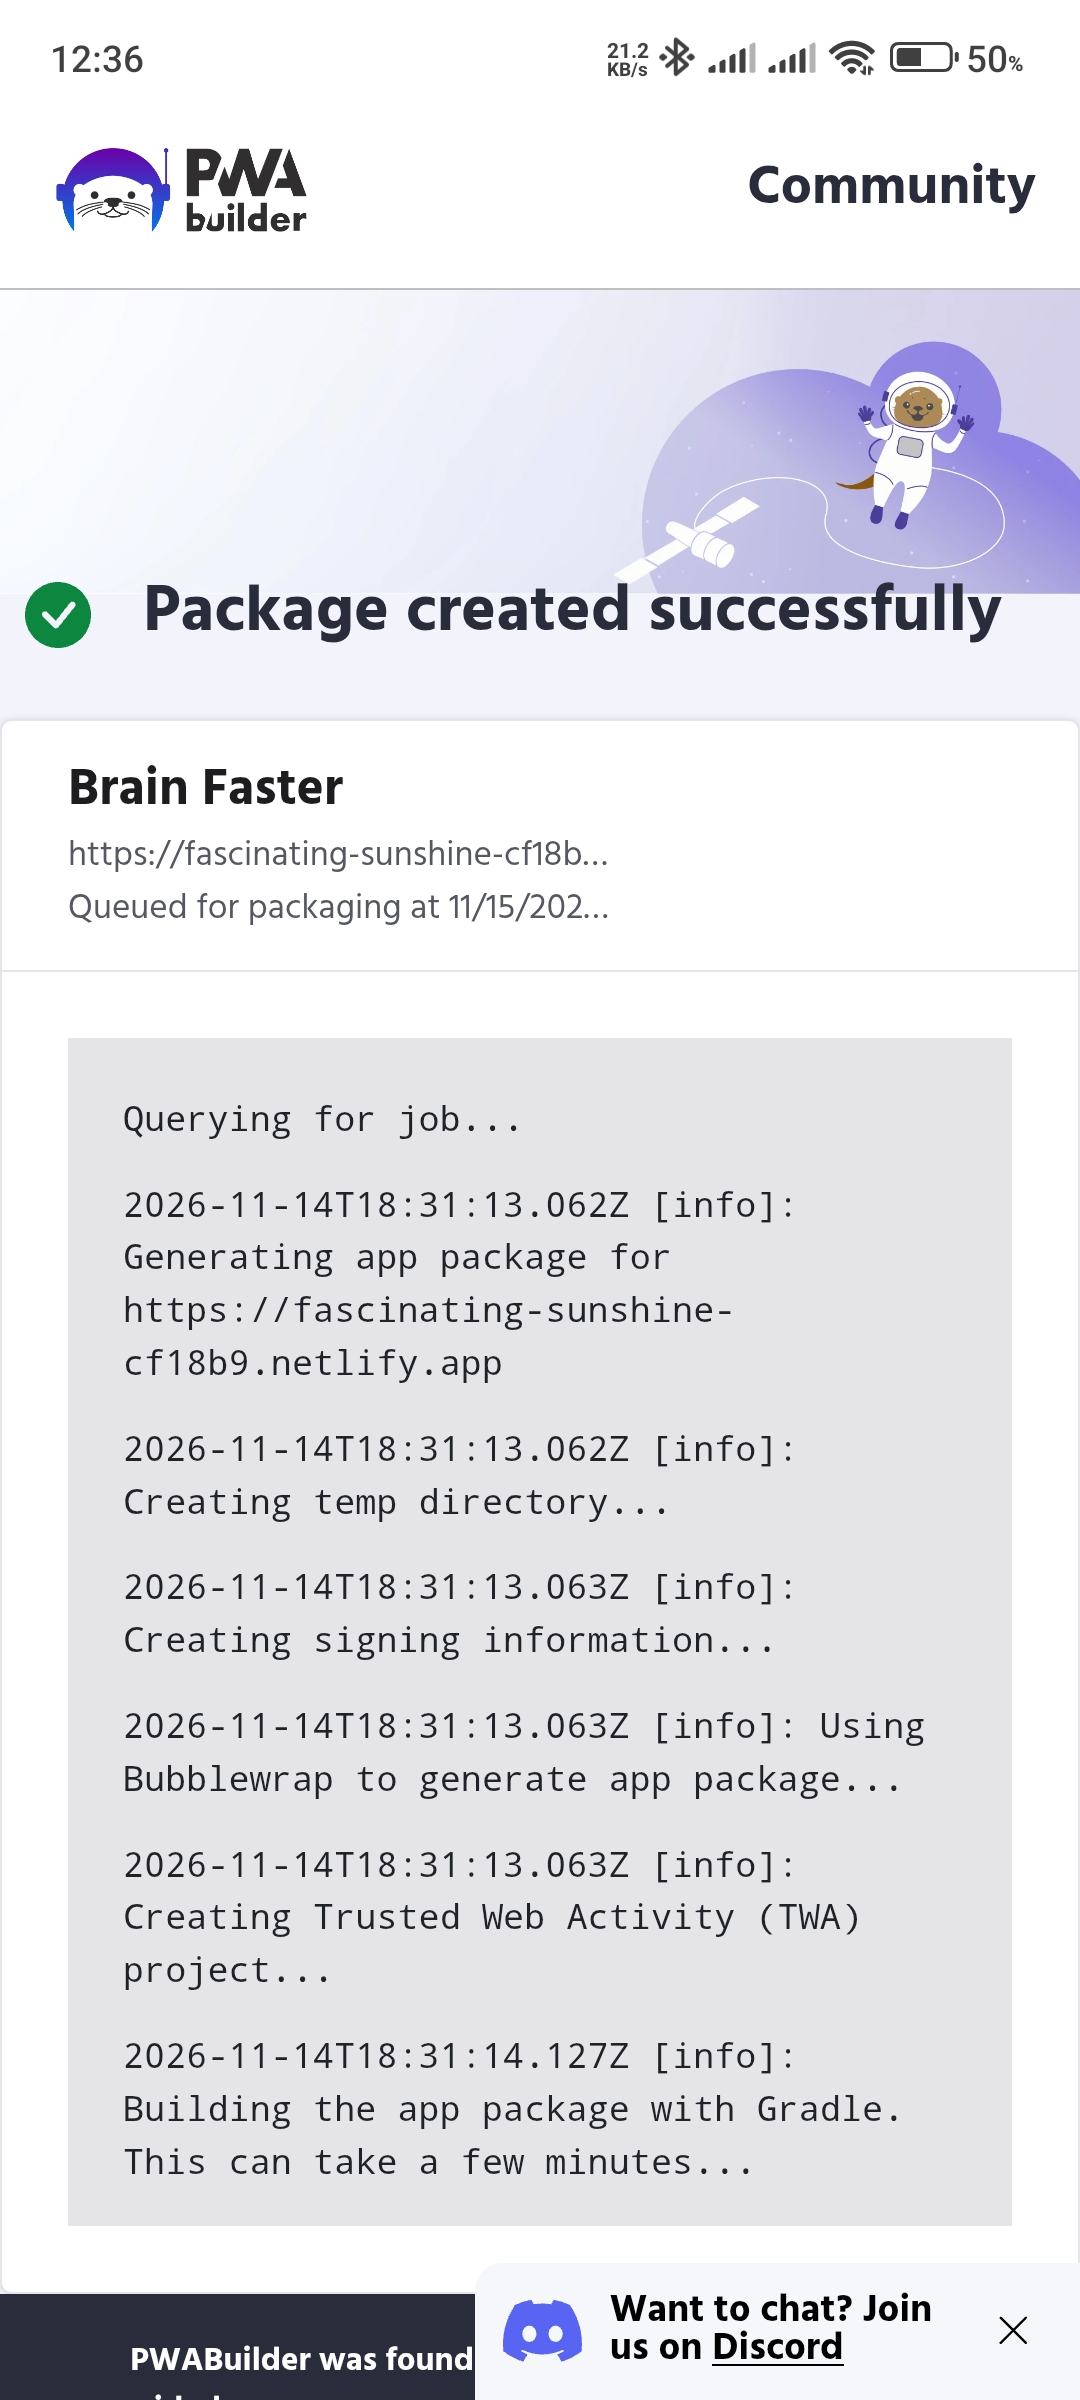 12:36
21.2 KB/s
50%
PWA builder
Community
Package created successfully
Brain Faster
https://fascinating-sunshine-cf18b...
Queued for packaging at 11/15/202...
Querying for job...
2026-11-14T18:31:13.062Z [info]:
Generating app package for
https://fascinating-sunshine-
cf18b9.netlify.app
2026-11-14T18:31:13.062Z [info]:
Creating temp directory...
2026-11-14T18:31:13.063Z [info]:
Creating signing information...
2026-11-14T18:31:13.063Z [info]: Using
Bubblewrap to generate app package...
2026-11-14T18:31:13.063Z [info]:
Creating Trusted Web Activity (TWA)
project...
2026-11-14T18:31:14.127Z [info]:
Building the app package with Gradle.
This can take a few minutes...
Want to chat? Join
us on Discord
PWABuilder was found